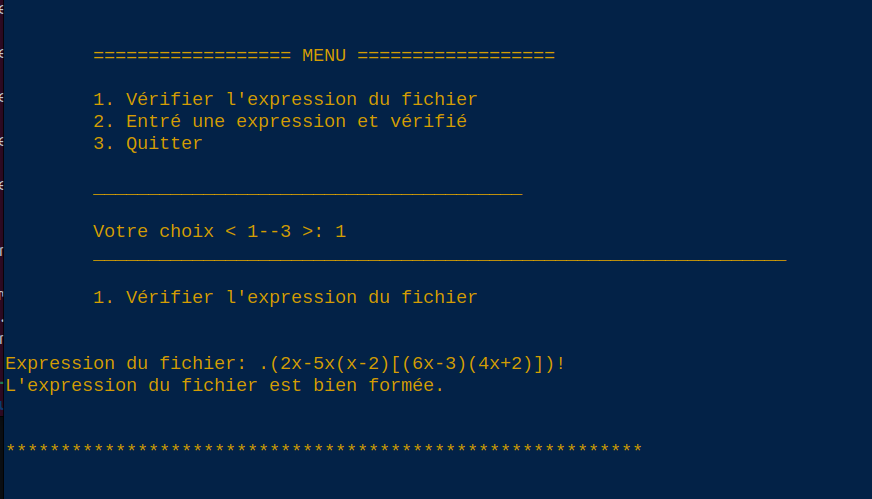 ================== MENU ==================
1. Vérifier l'expression du fichier
2. Entré une expression et vérifié
3. Quitter
_______________________________________
Votre choix < 1--3 >: 1
_______________________________________________________________
1. Vérifier l'expression du fichier
Expression du fichier: .(2x-5x(x-2)[(6x-3)(4x+2)])!
L'expression du fichier est bien formée.
**********************************************************